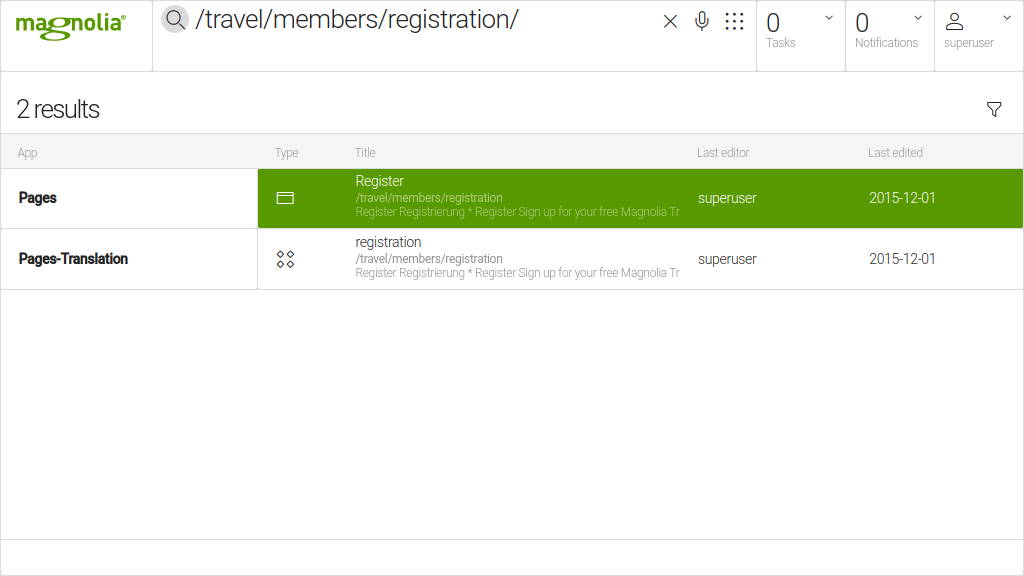 magnolia®
/travel/members/registration/
0
Tasks
0
Notifications
superuser
2 results
App
Type
Title
Last editor
Last edited
Pages
Register
/travel/members/registration
Register Registrierung * Register Sign up for your free Magnolia Tr
superuser
2015-12-01
Pages-Translation
registration
/travel/members/registration
Register Registrierung * Register Sign up for your free Magnolia Tr
superuser
2015-12-01